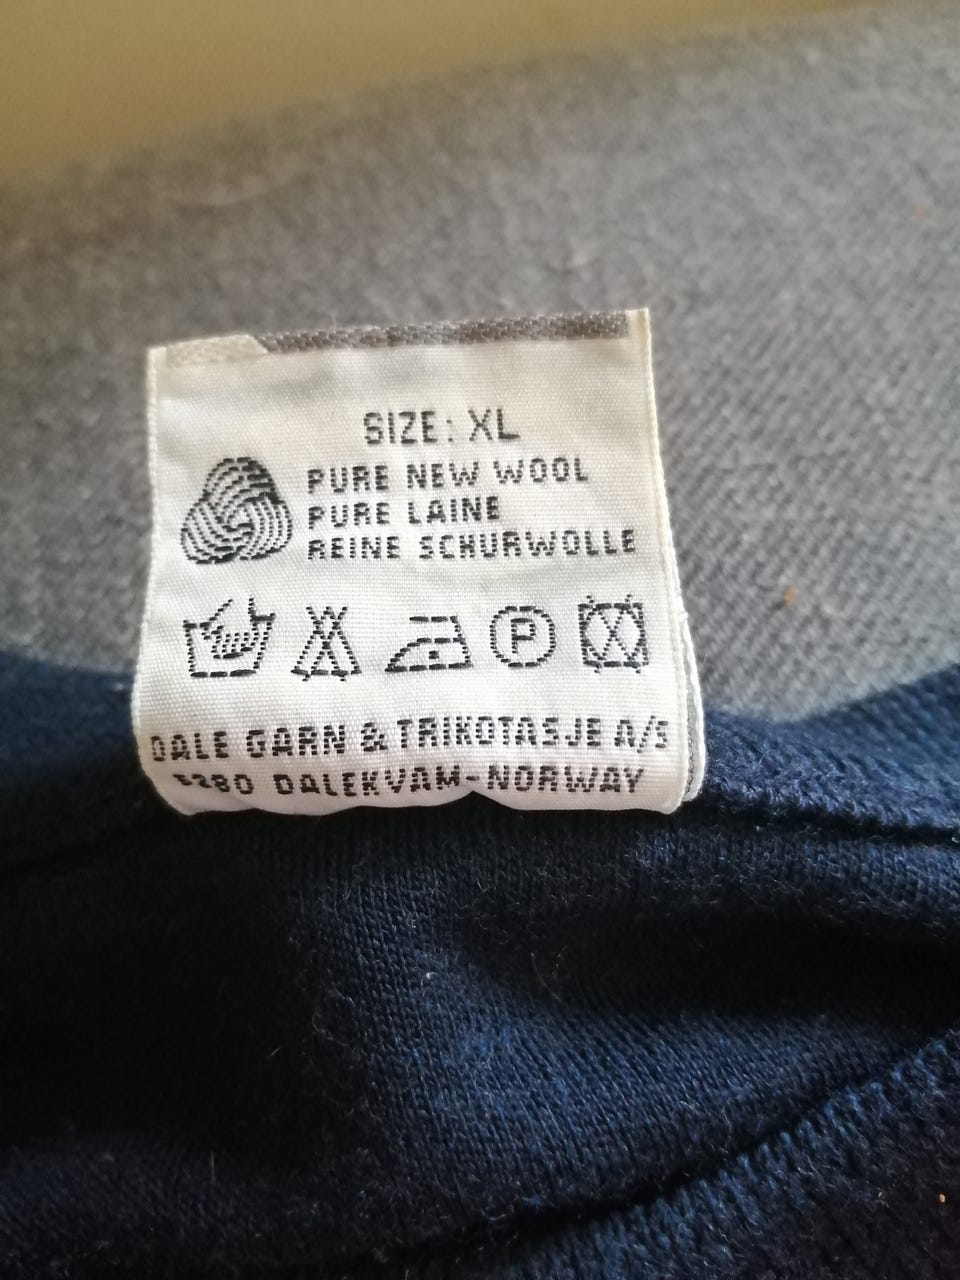 SIZE: XL
PURE NEW WOOL
PURE LAINE
REINE SCHURWOLLE
P
DALE GARN & TRIKOTASJE A/S
DALEKVAM-NORWAY